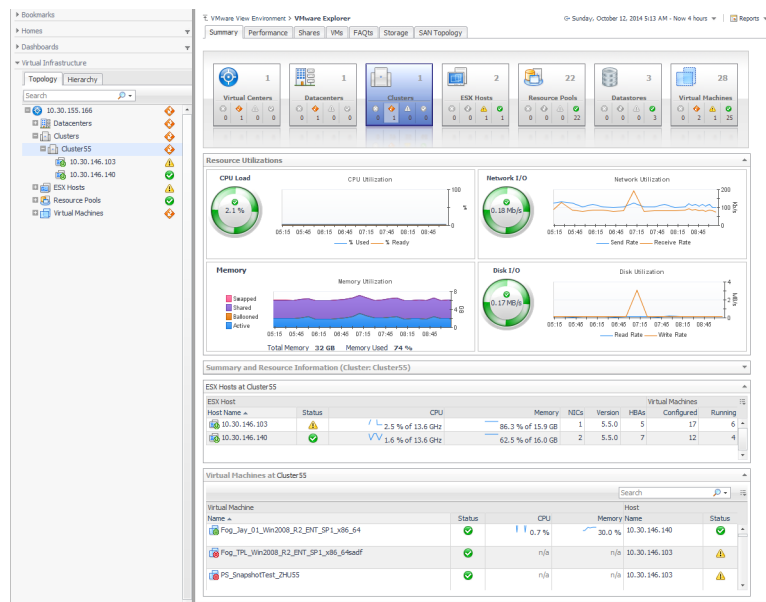 Bookmarks
Homes
Dashboards
Virtual Infrastructure
Topology Hierarchy
Search
10.30.155.166
Datacenters
Clusters
Cluster55
10.30.146.103
10.30.146.140
ESX Hosts
Resource Pools
Virtual Machines
VMware View Environment > VMware Explorer
Sunday, October 12, 2014 5:13 AM - Now 4 hours
Reports
Summary Performance Shares VMs FAQts Storage SAN Topology
1 1 1 2 22 3 28
Virtual Centers Datacenters Clusters ESX Hosts Resource Pools Datastores Virtual Machines
0 1 0 0 0 1 0 0 0 1 0 0 0 0 1 1 0 0 0 22 0 0 0 3 0 2 1 25
Resource Utilizations
CPU Load
CPU Utilization
2.1 %
100
%
0
05:15 05:45 06:15 06:45 07:15 07:45 08:15 08:45
% Used % Ready
Network I/O
Network Utilization
0.18 Mb/s
200
100
0
kb/s
05:15 05:45 06:15 06:45 07:15 07:45 08:15 08:45
Send Rate Receive Rate
Memory
Memory Utilization
Swapped
Shared
Ballooned
Active
8
4
0
GB
05:15 05:45 06:15 06:45 07:15 07:45 08:15 08:45
Total Memory 32 GB Memory Used 74 %
Disk I/O
Disk Utilization
0.17 MB/s
4
2
0
MB/s
05:15 05:45 06:15 06:45 07:15 07:45 08:15 08:45
Read Rate Write Rate
Summary and Resource Information (Cluster: Cluster55)
ESX Hosts at Cluster55
ESX Host Virtual Machines
Host Name Status CPU Memory NICs Version HBAs Configured Running
10.30.146.103 2.5 % of 13.6 GHz 86.3 % of 15.9 GB 1 5.5.0 5 17 6
10.30.146.140 1.6 % of 13.6 GHz 62.5 % of 16.0 GB 2 5.5.0 7 12 4
Virtual Machines at Cluster55
Search
Virtual Machine Host
Name Status CPU Memory Name Status
Fog_Jay_01_Win2008_R2_ENT_SP1_x86_64 0.7 % 30.0 % 10.30.146.140
Fog_TPL_Win2008_R2_ENT_SP1_x86_64sadf n/a n/a 10.30.146.103
PS_SnapshotTest_ZHU55 n/a n/a 10.30.146.103